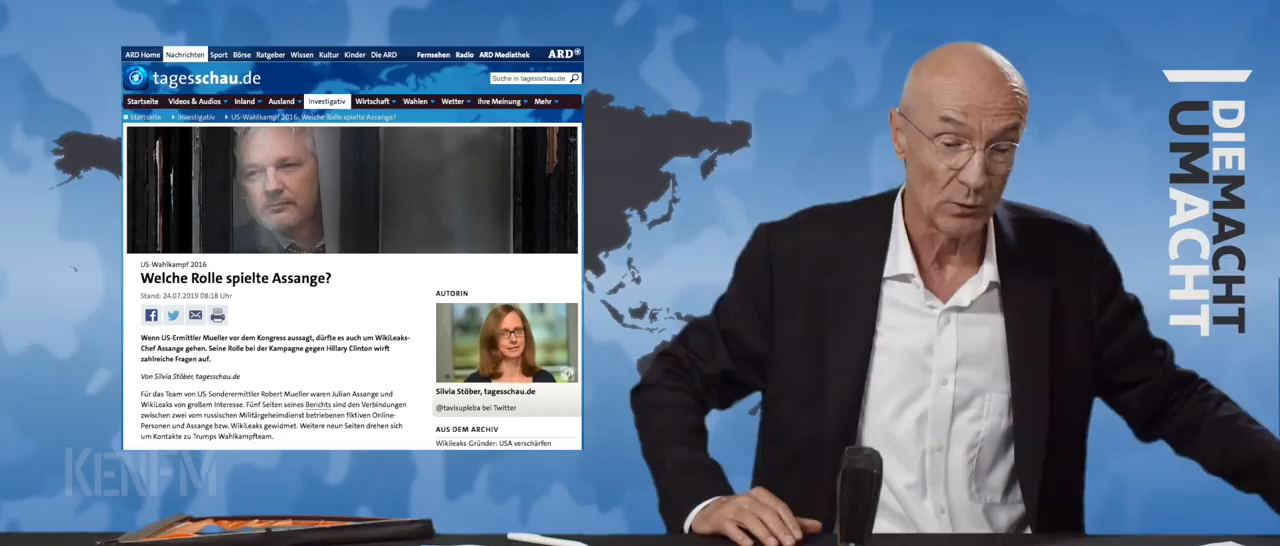 ARD Home Nachrichten Sport Börse Ratgeber Wissen Kultur Kinder Die ARD Fernsehen Radio ARD Mediathek ARD
tagesschau.de
Suche in tagesschau.de
Startseite Videos & Audios Inland Ausland Investigativ Wirtschaft Wahlen Wetter Ihre Meinung Mehr
Startseite Investigativ US-Wahlkampf 2016: Welche Rolle spielte Assange?
US-Wahlkampf 2016
Welche Rolle spielte Assange?
Stand: 24.07.2019 08:18 Uhr
Wenn US-Ermittler Mueller vor dem Kongress aussagt, dürfte es auch um WikiLeaks-
Chef Assange gehen. Seine Rolle bei der Kampagne gegen Hillary Clinton wirft
zahlreiche Fragen auf.
Von Silvia Stöber, tagesschau.de
Für das Team von US-Sonderermittler Robert Mueller waren Julian Assange und
WikiLeaks von großem Interesse. Fünf Seiten seines Berichts sind den Verbindungen
zwischen zwei vom russischen Militärgeheimdienst betriebenen fiktiven Online-
Personen und Assange bzw. WikiLeaks gewidmet. Weitere neun Seiten drehen sich
um Kontakte zu Trumps Wahlkampfteam.
AUTORIN
Silvia Stöber, tagesschau.de
@tavisupleba bei Twitter
AUS DEM ARCHIV
Wikileaks-Gründer: USA verschärfen
KENFM
DIEMACHT
UMMACHT